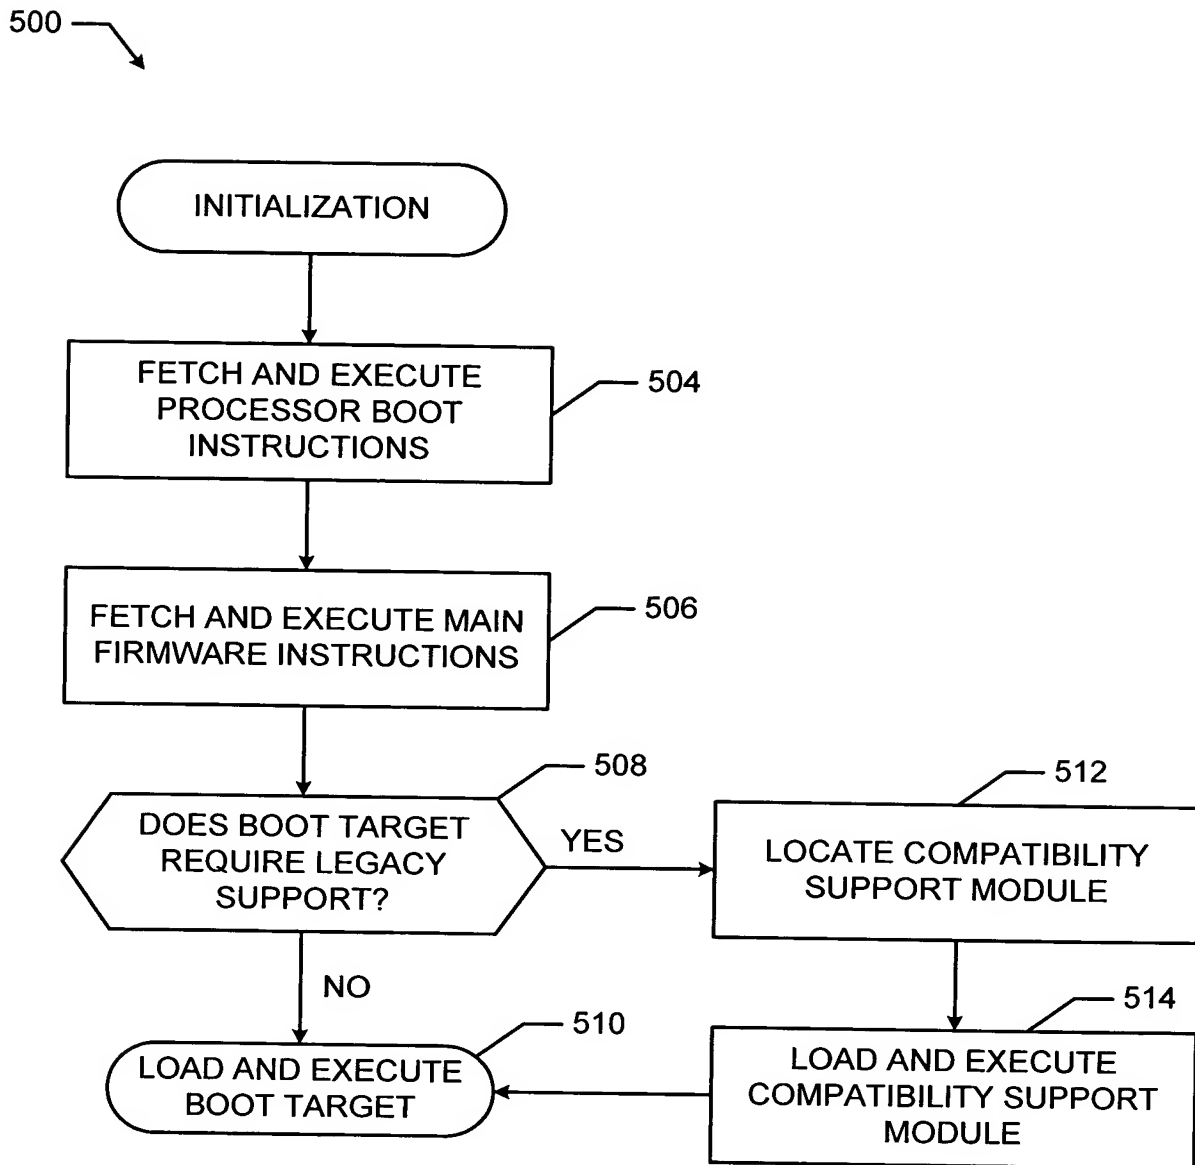 500
INITIALIZATION
FETCH AND EXECUTE
PROCESSOR BOOT
INSTRUCTIONS
504
FETCH AND EXECUTE MAIN
FIRMWARE INSTRUCTIONS
506
DOES BOOT TARGET
REQUIRE LEGACY
SUPPORT?
508
YES
LOCATE COMPATIBILITY
SUPPORT MODULE
512
NO
LOAD AND EXECUTE
BOOT TARGET
510
LOAD AND EXECUTE
COMPATIBILITY SUPPORT
MODULE
514